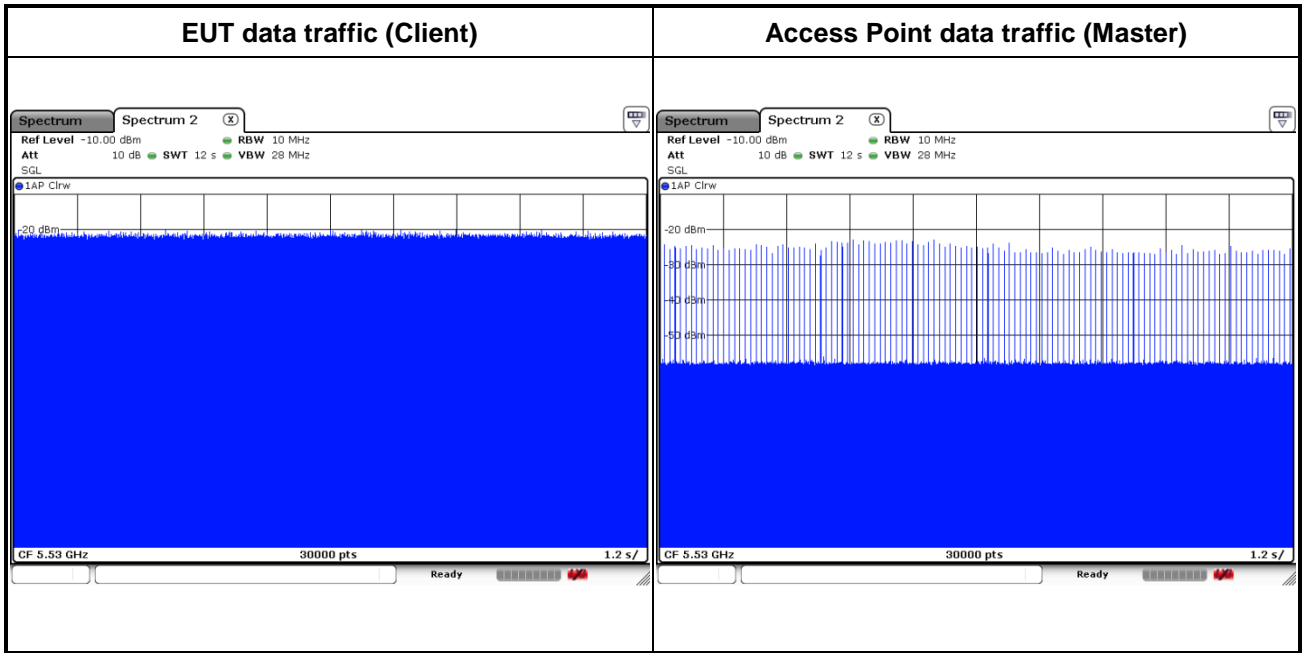 EUT data traffic (Client)
Access Point data traffic (Master)
Spectrum Spectrum 2 X
Ref Level -10.00 dBm RBW 10 MHz
Att 10 dB SWT 12 s VBW 28 MHz
SGL
1AP Clrw
-20 dBm
CF 5.53 GHz 30000 pts 1.2 s/
Ready
Spectrum Spectrum 2 X
Ref Level -10.00 dBm RBW 10 MHz
Att 10 dB SWT 12 s VBW 28 MHz
SGL
1AP Clrw
-20 dBm
-30 dBm
-40 dBm
-50 dBm
CF 5.53 GHz 30000 pts 1.2 s/
Ready